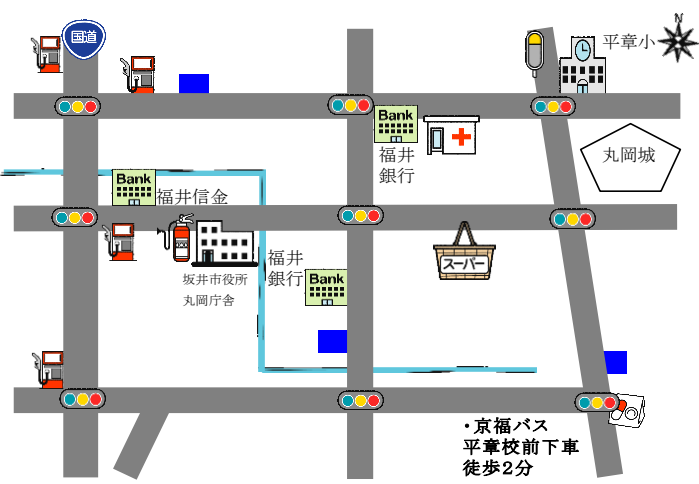 国道
N
平章小
Bank
福井
銀行
丸岡城
Bank
福井信金
スーパー
坂井市役所
丸岡庁舎
福井
銀行
Bank
・京福バス
平章校前下車
徒歩2分